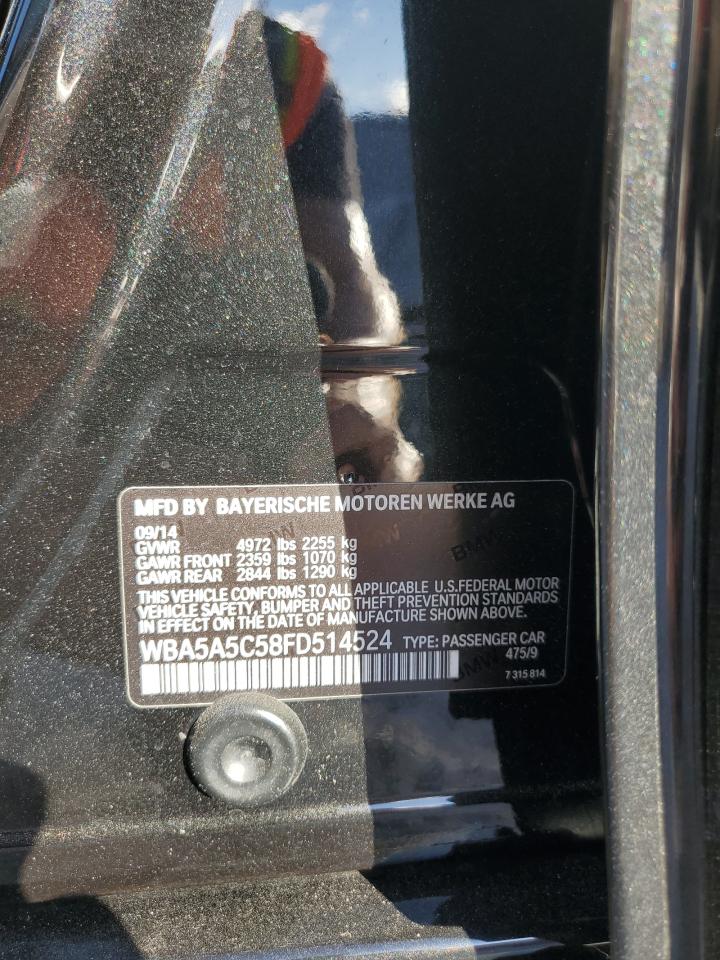 MFD BY BAYERISCHE MOTOREN WERKE AG
09/14
GVWR 4972 lbs 2255 kg
GAWR FRONT 2359 lbs 1070 kg
GAWR REAR 2844 lbs 1290 kg
THIS VEHICLE CONFORMS TO ALL APPLICABLE U.S.FEDERAL MOTOR
VEHICLE SAFETY, BUMPER AND THEFT PREVENTION STANDARDS
IN EFFECT ON THE DATE OF MANUFACTURE SHOWN ABOVE.
WBA5A5C58FD514524 TYPE: PASSENGER CAR
475/9
7 315 814